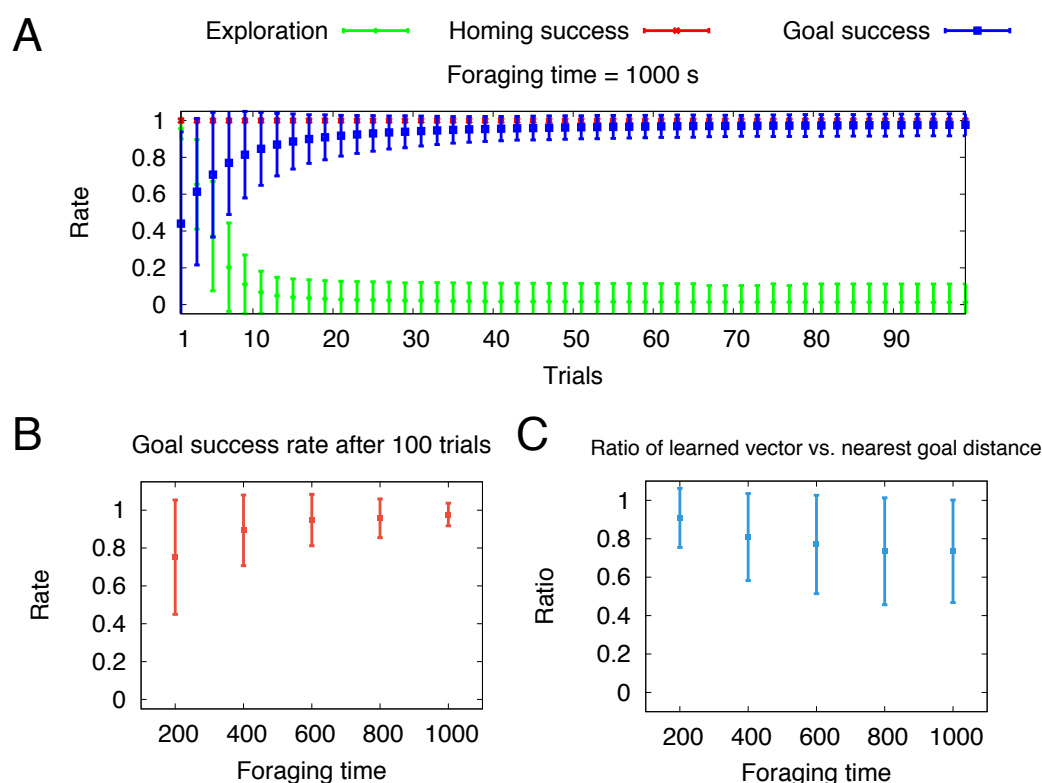 A
Exploration Homing success Goal success
Foraging time = 1000 s
1
0.8
0.6
0.4
0.2
0
Rate
1 10 20 30 40 50 60 70 80 90
Trials
B
Goal success rate after 100 trials
1
0.8
0.6
0.4
0.2
0
Rate
200 400 600 800 1000
Foraging time
C
Ratio of learned vector vs. nearest goal distance
1
0.8
0.6
0.4
0.2
0
Ratio
200 400 600 800 1000
Foraging time